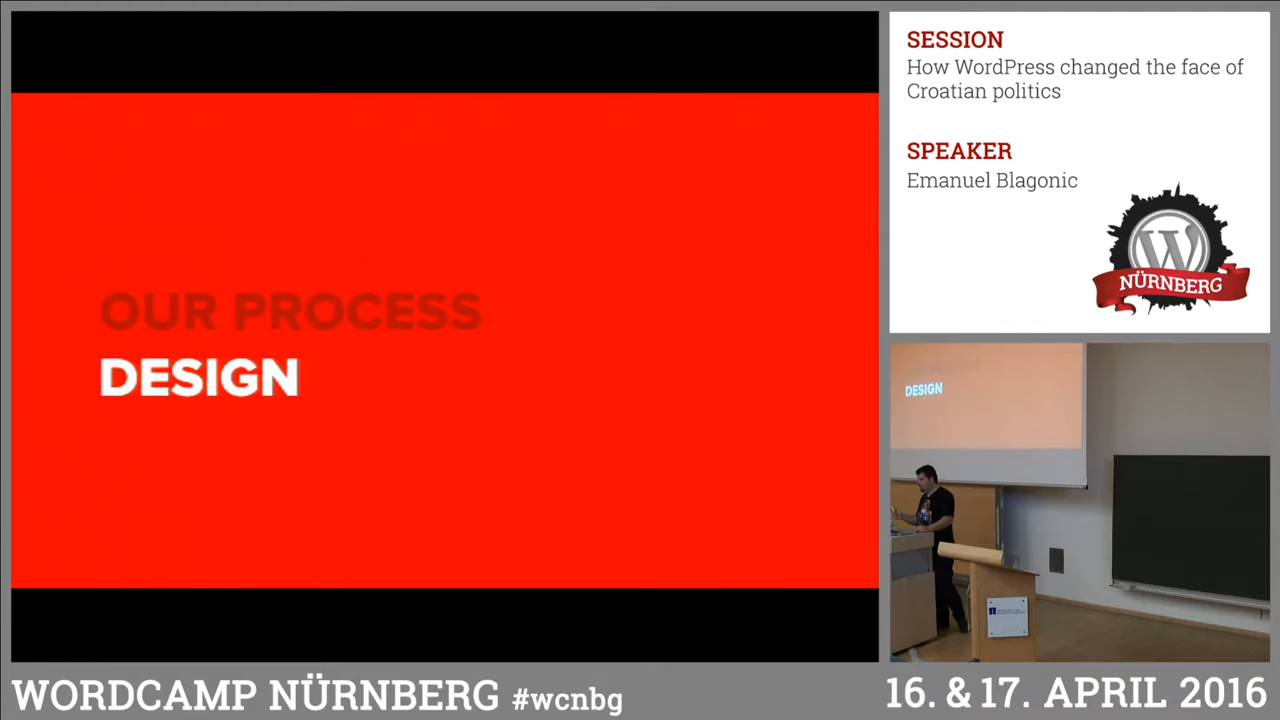 OUR PROCESS
DESIGN
SESSION
How WordPress changed the face of
Croatian politics
SPEAKER
Emanuel Blagonic
W
NÜRNBERG
DESIGN
WORDCAMP NÜRNBERG #wcnbg
16. & 17. APRIL 2016